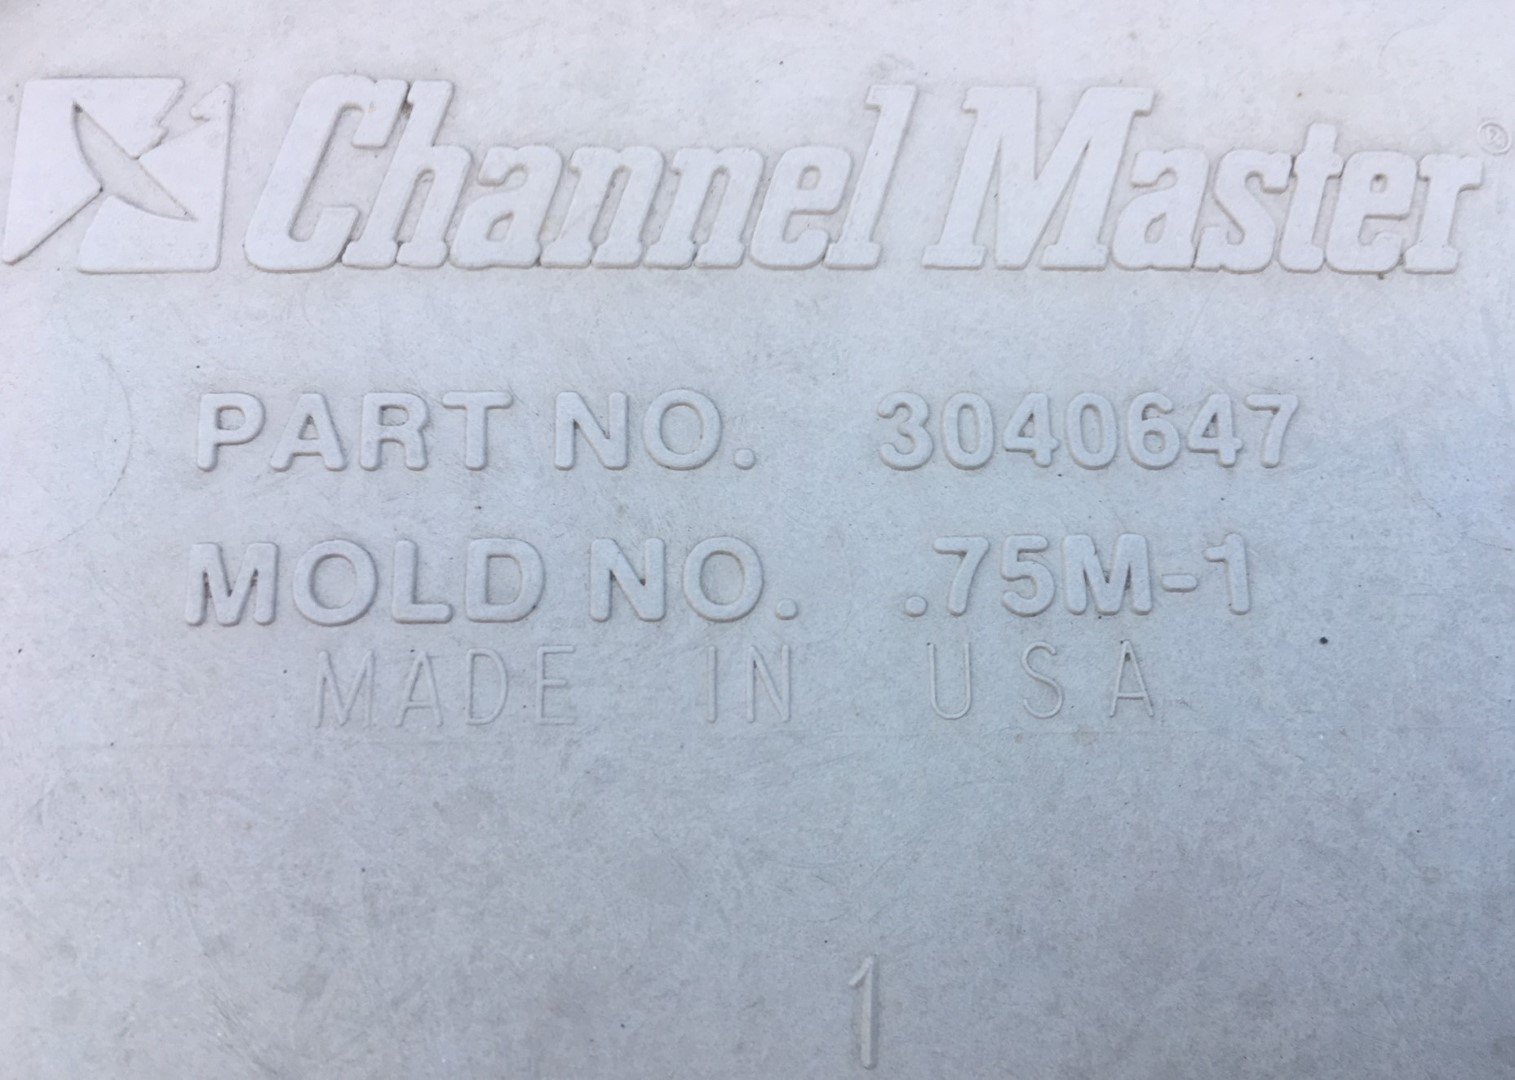 Channel Master®
PART NO. 3040647
MOLD NO. .75M-1
MADE IN USA
1